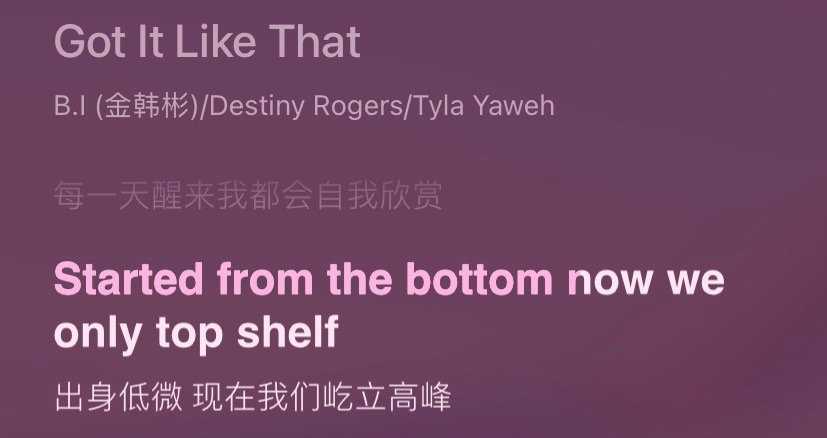 Got It Like That
B.I (金韩彬)/Destiny Rogers/Tyla Yaweh
每一天醒来我都会自我欣赏
Started from the bottom now we
only top shelf
出身低微 现在我们屹立高峰